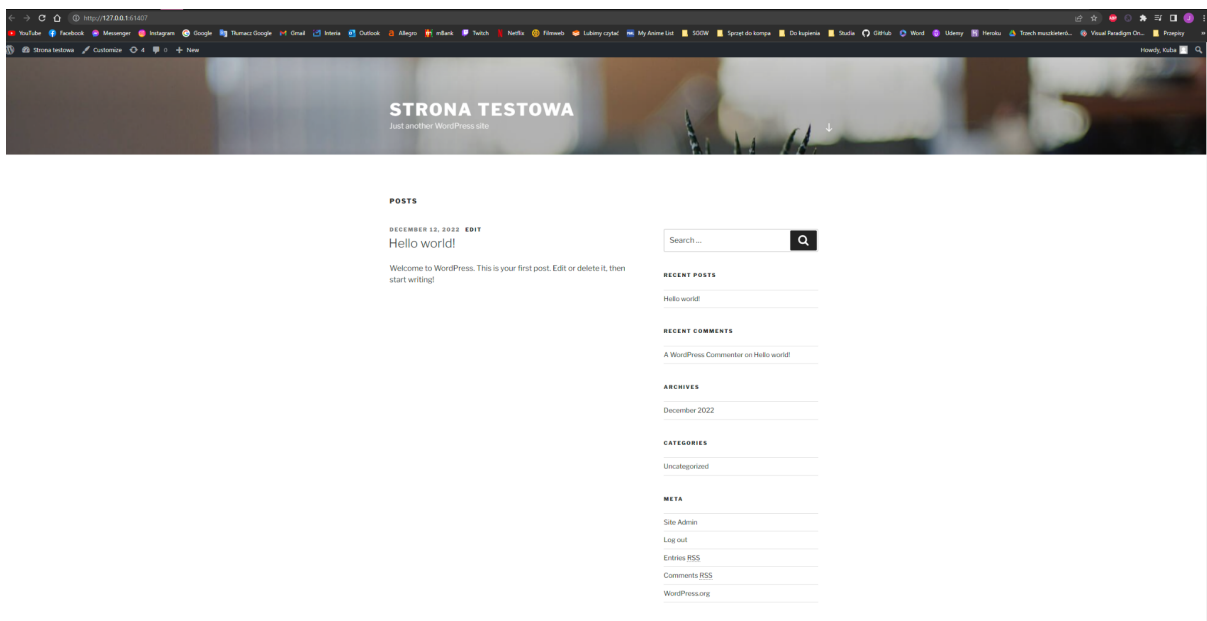 http://127.0.0.1:61407
YouTube Facebook Messenger Instagram Google Tłumacz Google Gmail Interia Outlook Allegro mBank Twitch Netflix Filmweb Lubimy czytać My Anime List SOOW Sprzęt do kompa Do kupienia Studia GitHub Word Udemy Heroku Trzech muszkieteró... Visual Paradigm On... Przepisy »
Strona testowa Customize 4 0 + New Howdy, Kuba
STRONA TESTOWA
Just another WordPress site
POSTS
DECEMBER 12, 2022 EDIT
Hello world!
Welcome to WordPress. This is your first post. Edit or delete it, then
start writing!
Search ...
RECENT POSTS
Hello world!
RECENT COMMENTS
A WordPress Commenter on Hello world!
ARCHIVES
December 2022
CATEGORIES
Uncategorized
META
Site Admin
Log out
Entries RSS
Comments RSS
WordPress.org